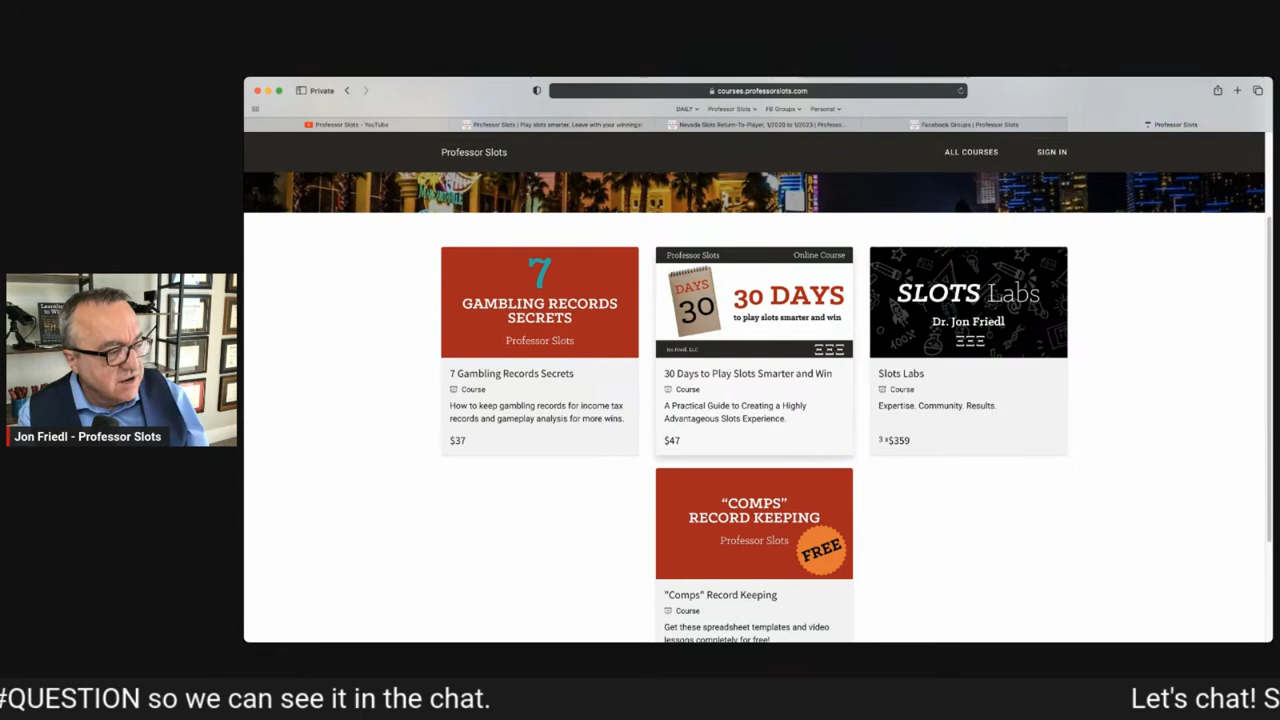 Private
courses.professorslots.com
DAILY
Professor Slots
FB Groups
Personal
Professor Slots - YouTube
Professor Slots | Play slots smarter. Leave with your winnings!
Nevada Slots Return-To-Player, 1/2020 to 1/2023 | Professo...
Facebook Groups | Professor Slots
Professor Slots
Professor Slots
ALL COURSES
SIGN IN
7
GAMBLING RECORDS
SECRETS
Professor Slots
7 Gambling Records Secrets
Course
How to keep gambling records for income tax
records and gameplay analysis for more wins.
$37
Professor Slots
Online Course
DAYS
30
30 DAYS
to play slots smarter and win
Jon Friedl, LLC
30 Days to Play Slots Smarter and Win
Course
A Practical Guide to Creating a Highly
Advantageous Slots Experience.
$47
SLOTS Labs
Dr. Jon Friedl
Slots Labs
Course
Expertise. Community. Results.
3 x $359
"COMPS"
RECORD KEEPING
Professor Slots
FREE
"Comps" Record Keeping
Course
Get these spreadsheet templates and video
lessons completely for free!
Learning
to W
Jon Friedl - Professor Slots
#QUESTION so we can see it in the chat.
Let's chat! S